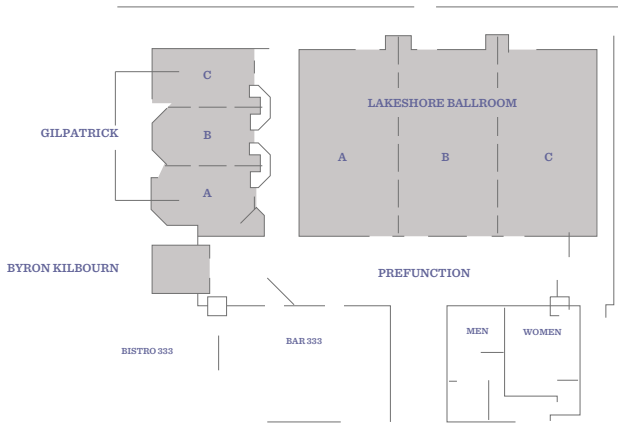 C
LAKESHORE BALLROOM
GILPATRICK
B
A
B
C
A
BYRON KILBOURN
PREFUNCTION
MEN
WOMEN
BAR 333
BISTRO 333